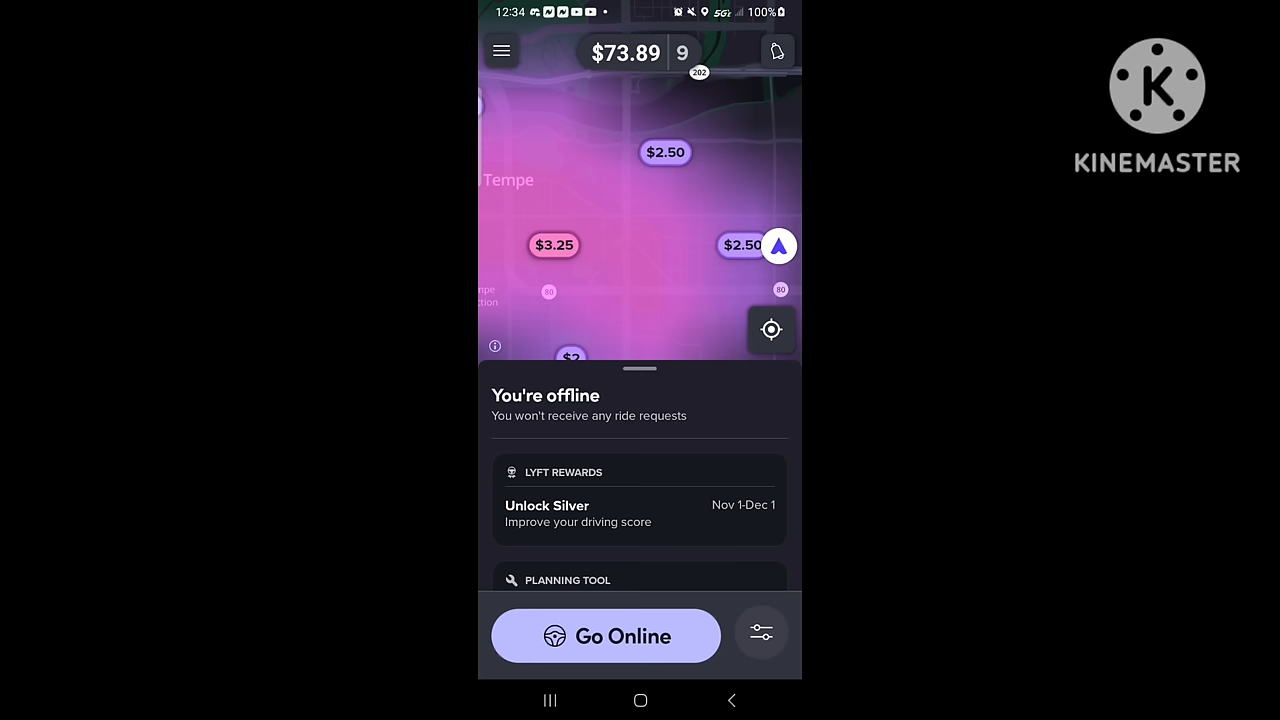 12:34 5G 100%
$73.89 9
202
$2.50
Tempe
$3.25
$2.50
80
80
$2
You're offline
You won't receive any ride requests
LYFT REWARDS
Unlock Silver
Nov 1-Dec 1
Improve your driving score
PLANNING TOOL
Go Online
K
KINEMASTER